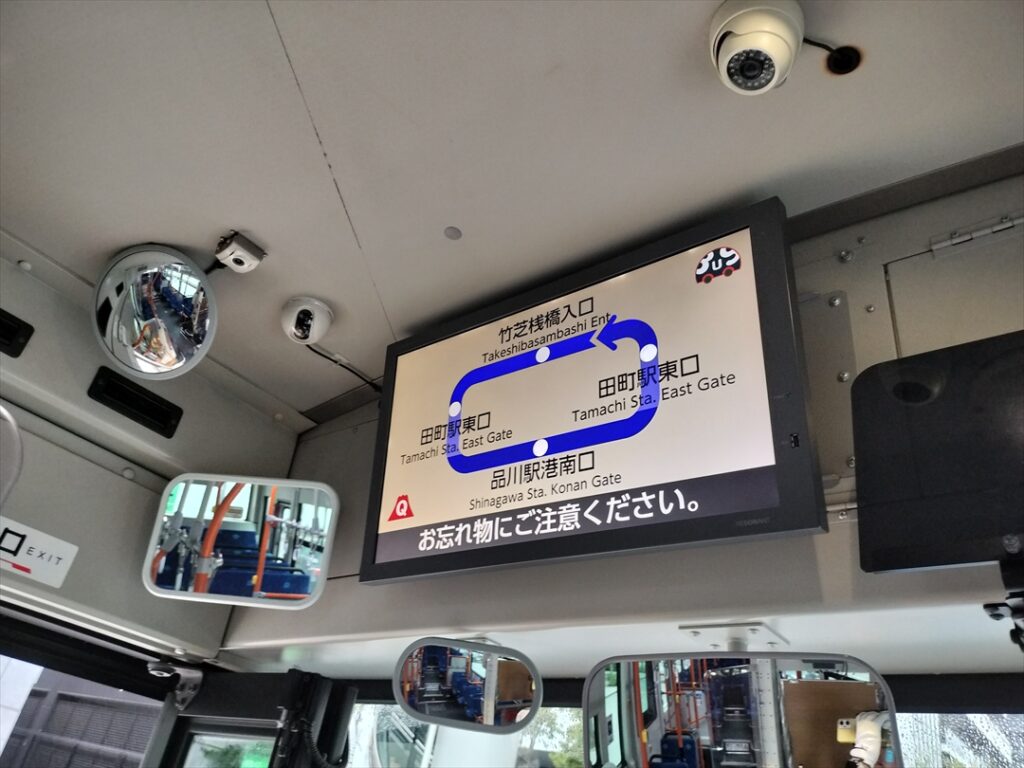 BUS
竹芝桟橋入口
Takeshibasambashi Ent.
田町駅東口
Tamachi Sta. East Gate
田町駅東口
Tamachi Sta. East Gate
品川駅港南口
Shinagawa Sta. Konan Gate
Q
お忘れ物にご注意ください。
口 EXIT